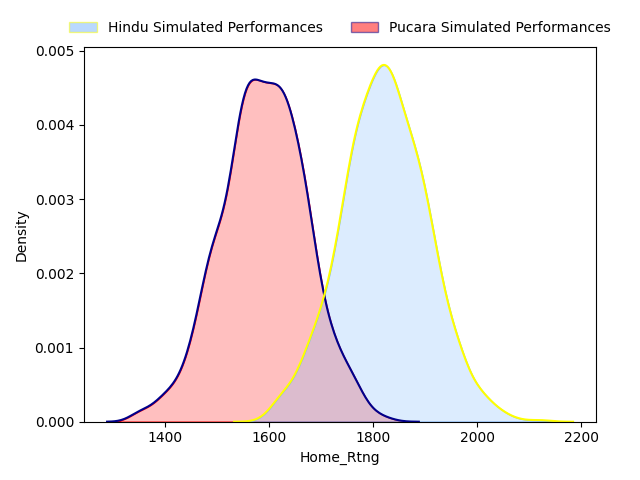 Hindu Simulated Performances Pucara Simulated Performances
0.005
0.004
0.003
0.002
0.001
0.000
Density
1400 1600 1800 2000 2200
Home_Rtng